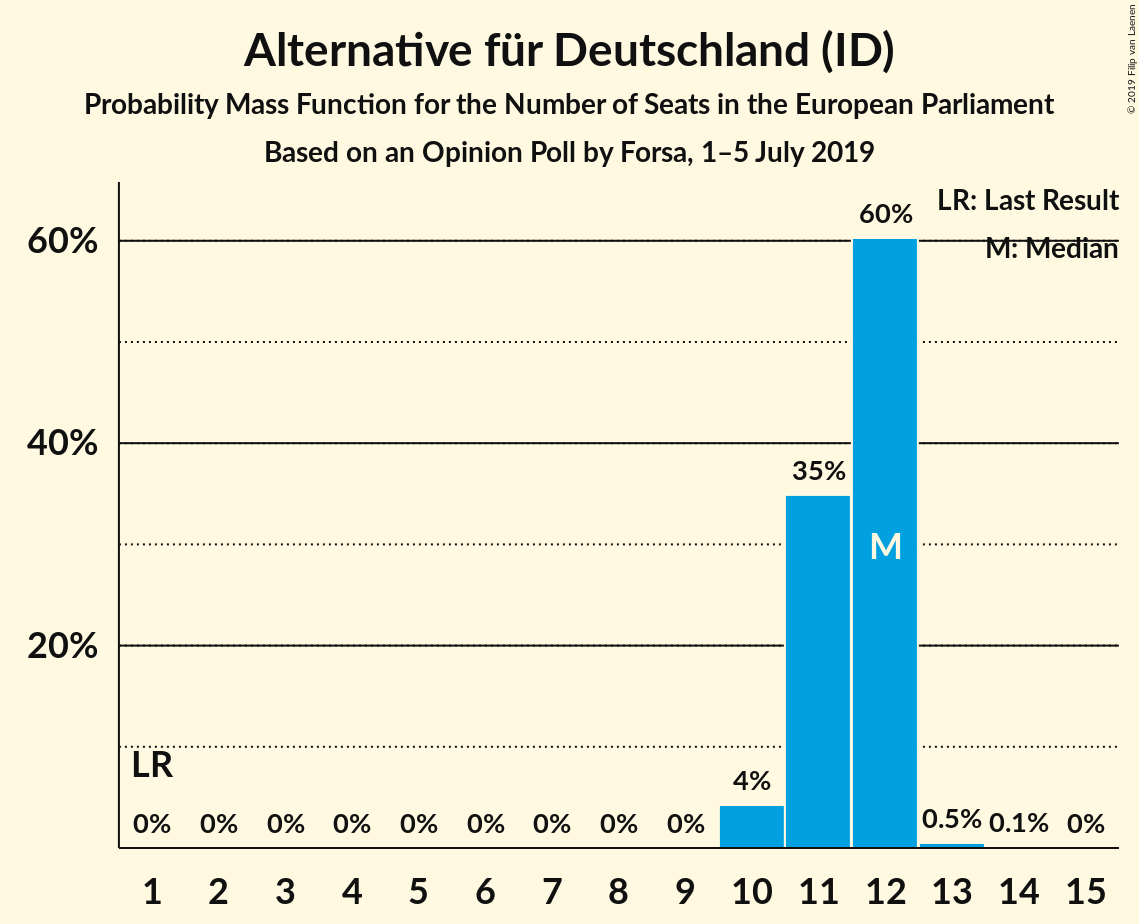 Alternative für Deutschland (ID)
Probability Mass Function for the Number of Seats in the European Parliament
Based on an Opinion Poll by Forsa, 1–5 July 2019
© 2019 Filip van Laenen
LR: Last Result
M: Median
60%
40%
20%
60%
35%
M
LR
4%
0% 0% 0% 0% 0% 0% 0% 0% 0% 0.5% 0.1% 0%
1 2 3 4 5 6 7 8 9 10 11 12 13 14 15